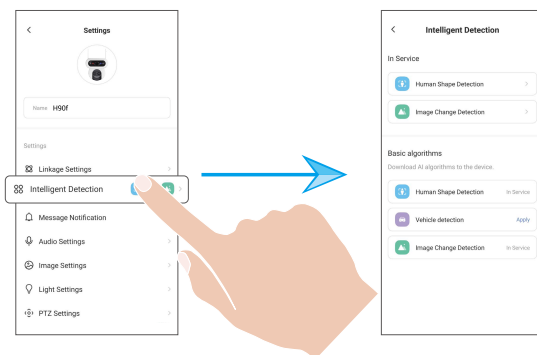 Settings
Name H90f
Settings
Linkage Settings
Intelligent Detection
Message Notification
Audio Settings
Image Settings
Light Settings
PTZ Settings
Intelligent Detection
In Service
Human Shape Detection
Image Change Detection
Basic algorithms
Download AI algorithms to the device.
Human Shape Detection In Service
Vehicle detection Apply
Image Change Detection In Service